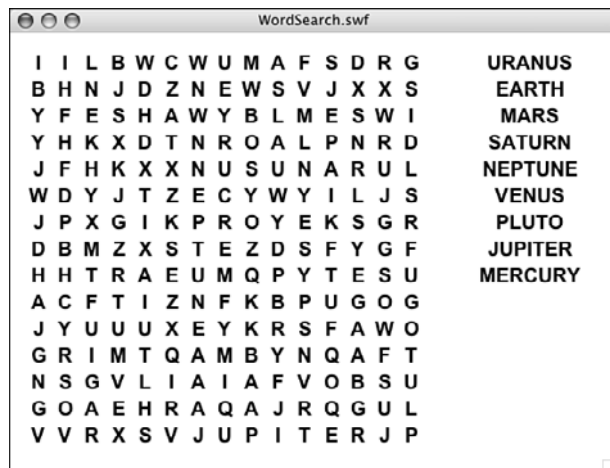 WordSearch.swf
I I L B W C W U M A F S D R G URANUS
B H N J D Z N E W S V J X X S EARTH
Y F E S H A W Y B L M E S W I MARS
Y H K X D T N R O A L P N R D SATURN
J F H K X X N U S U N A R U L NEPTUNE
W D Y J T Z E C Y W Y I L J S VENUS
J P X G I K P R O Y E K S G R PLUTO
D B M Z X S T E Z D S F Y G F JUPITER
H H T R A E U M Q P Y T E S U MERCURY
A C F T I Z N F K B P U G O G
J Y U U U X E Y K R S F A W O
G R I M T Q A M B Y N Q A F T
N S G V L I A I A F V O B S U
G O A E H R A Q A J R Q G U L
V V R X S V J U P I T E R J P